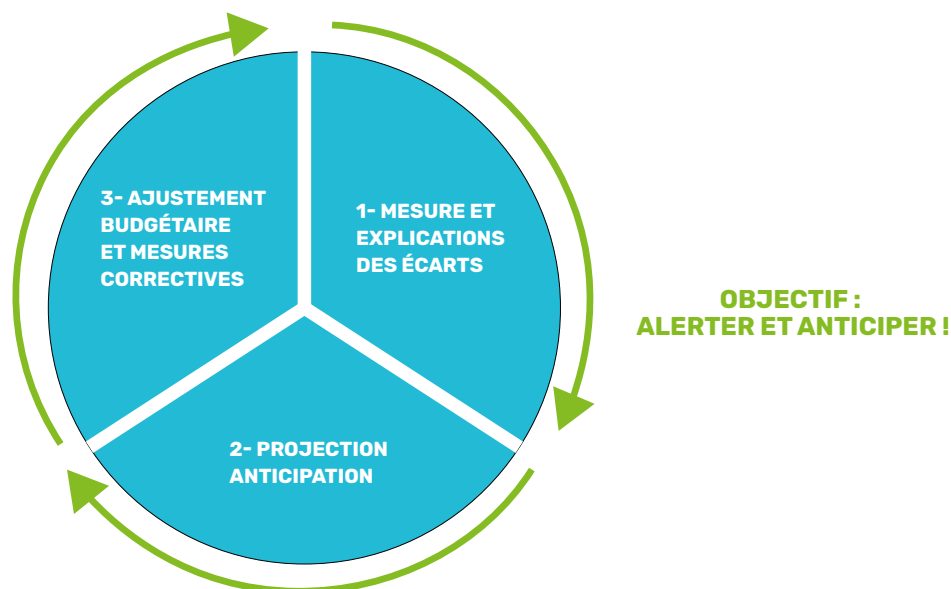 1- MESURE ET
EXPLICATIONS
DES ÉCARTS
2- PROJECTION
ANTICIPATION
3- AJUSTEMENT
BUDGÉTAIRE
ET MESURES
CORRECTIVES
OBJECTIF :
ALERTER ET ANTICIPER !